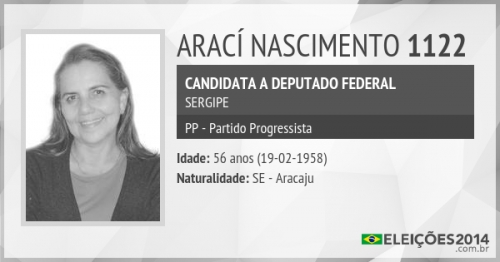 ARACÍ NASCIMENTO 1122
CANDIDATA A DEPUTADO FEDERAL
SERGIPE
PP - Partido Progressista
Idade: 56 anos (19-02-1958)
Naturalidade: SE - Aracaju
ELEIÇÕES2014
.com.br